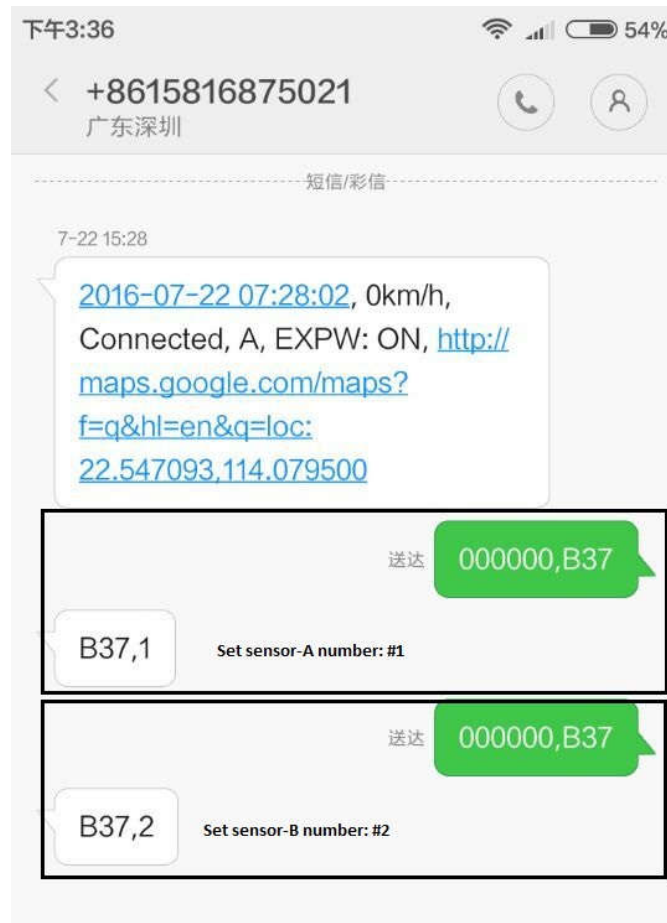 下午3:36 54%
+8615816875021
广东深圳
短信/彩信
7-22 15:28
2016-07-22 07:28:02, 0km/h,
Connected, A, EXPW: ON, http://
maps.google.com/maps?
f=q&hl=en&q=loc:
22.547093,114.079500
送达 000000,B37
B37,1 Set sensor-A number: #1
送达 000000,B37
B37,2 Set sensor-B number: #2